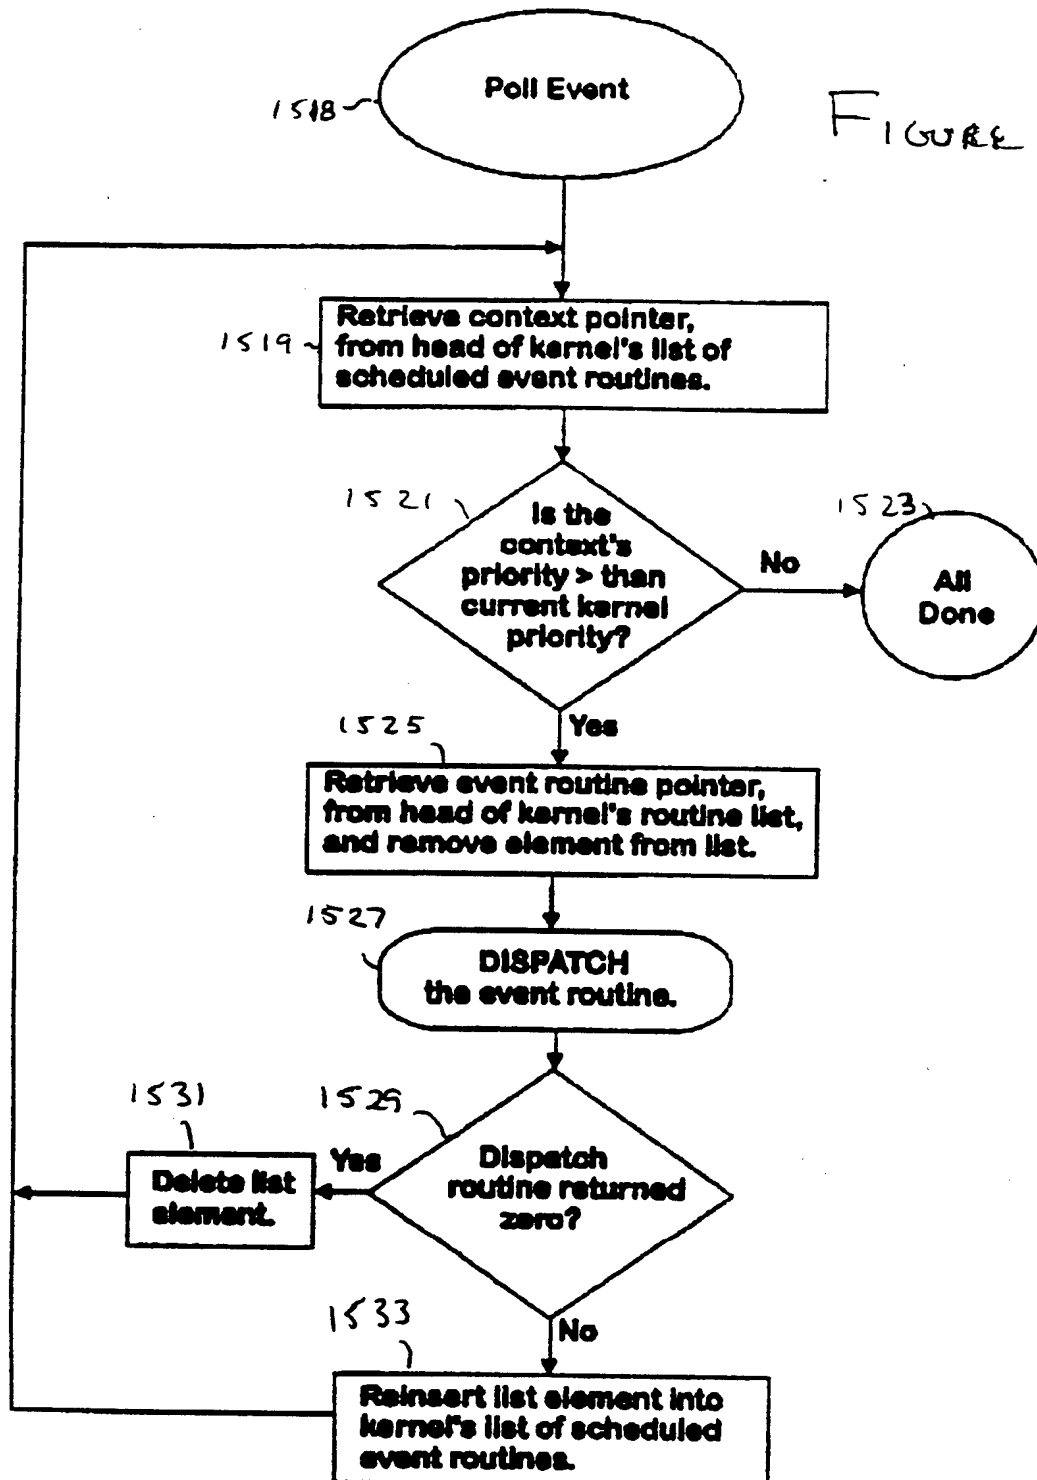 Poll Event
1518
FIGURE
Retrieve context pointer,
from head of kernel's list of
scheduled event routines.
1519
1521
Is the
context's
priority > than
current kernel
priority?
No
1523
All
Done
Yes
1525
Retrieve event routine pointer,
from head of kernel's routine list,
and remove element from list.
1527
DISPATCH
the event routine.
1531
1529
Yes
Dispatch
routine returned
zero?
Delete list
element.
1533
No
Reinsert list element into
kernel's list of scheduled
event routines.